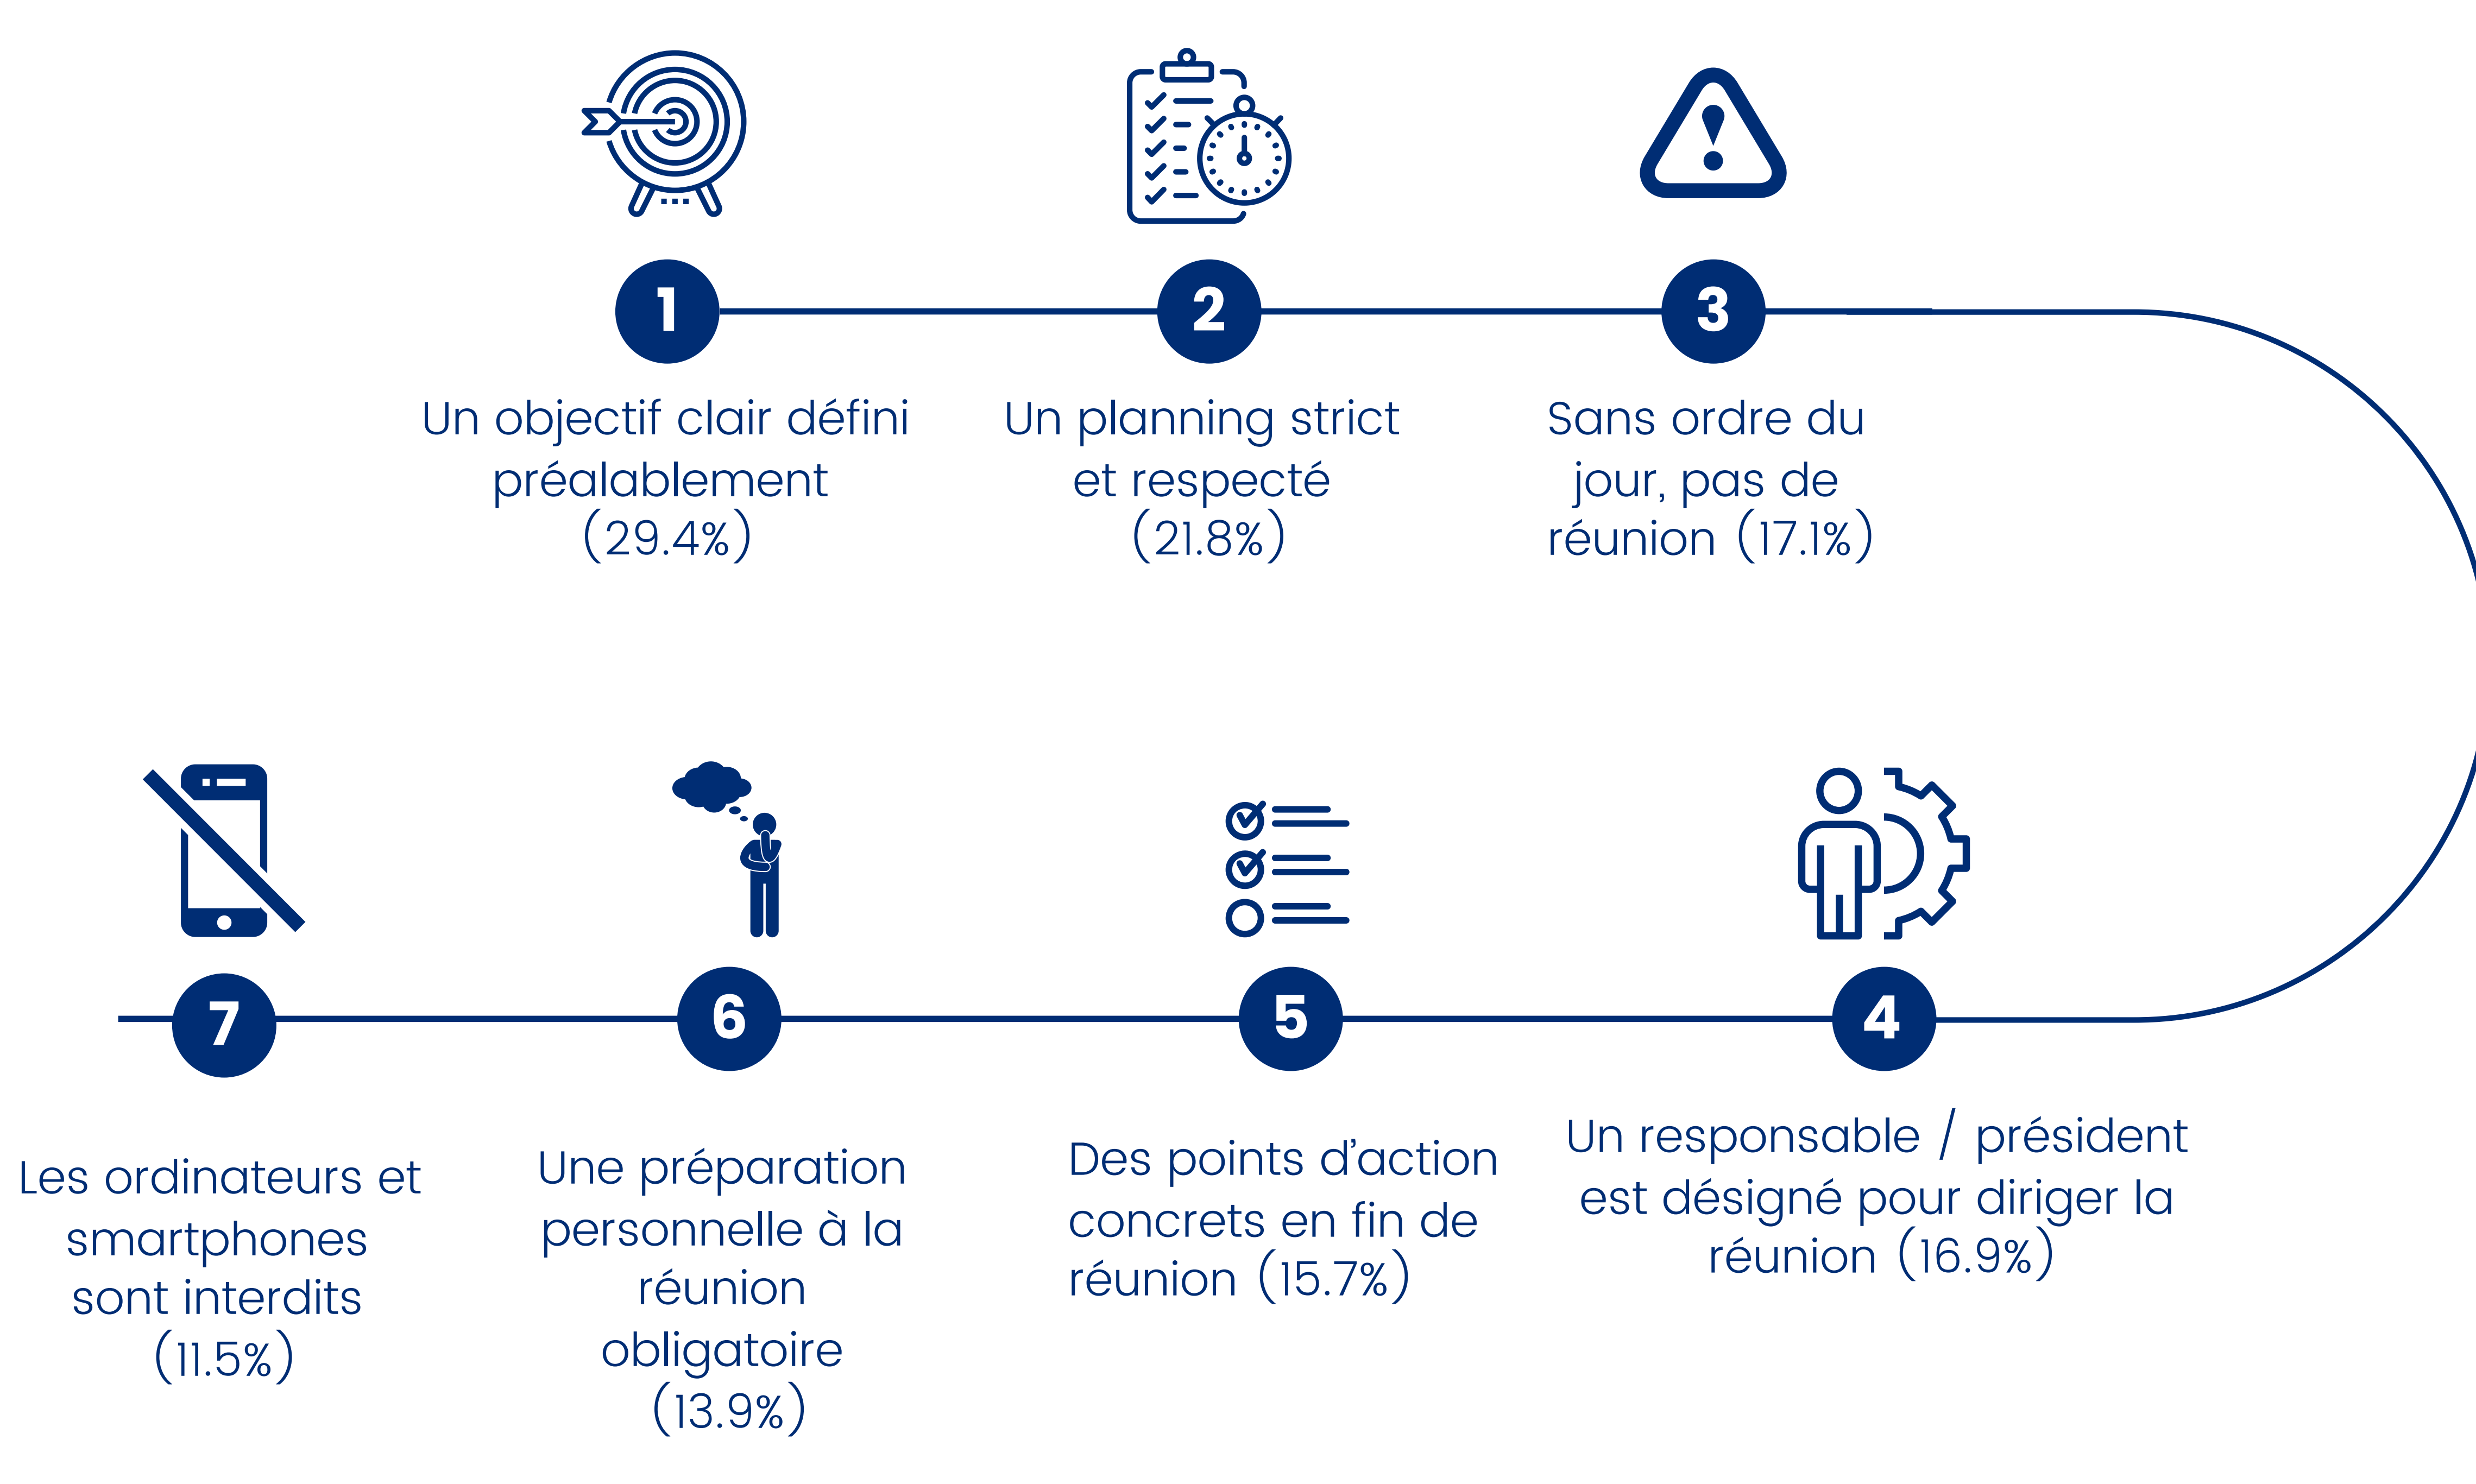 1
Un objectif clair défini
préalablement
(29.4%)
2
Un planning strict
et respecté
(21.8%)
3
Sans ordre du
jour, pas de
réunion (17.1%)
4
Un responsable / président
est désigné pour diriger la
réunion (16.9%)
5
Des points d’action
concrets en fin de
réunion (15.7%)
6
Une préparation
personnelle à la
réunion
obligatoire
(13.9%)
7
Les ordinateurs et
smartphones
sont interdits
(11.5%)